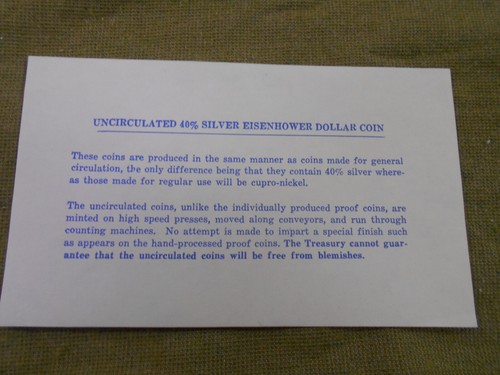 UNCIRCULATED 40% SILVER EISENHOWER DOLLAR COIN
These coins are produced in the same manner as coins made for general
circulation, the only difference being that they contain 40% silver where-
as those made for regular use will be cupro-nickel.
The uncirculated coins, unlike the individually produced proof coins, are
minted on high speed presses, moved along conveyors, and run through
counting machines. No attempt is made to impart a special finish such
as appears on the hand-processed proof coins. The Treasury cannot guar-
antee that the uncirculated coins will be free from blemishes.